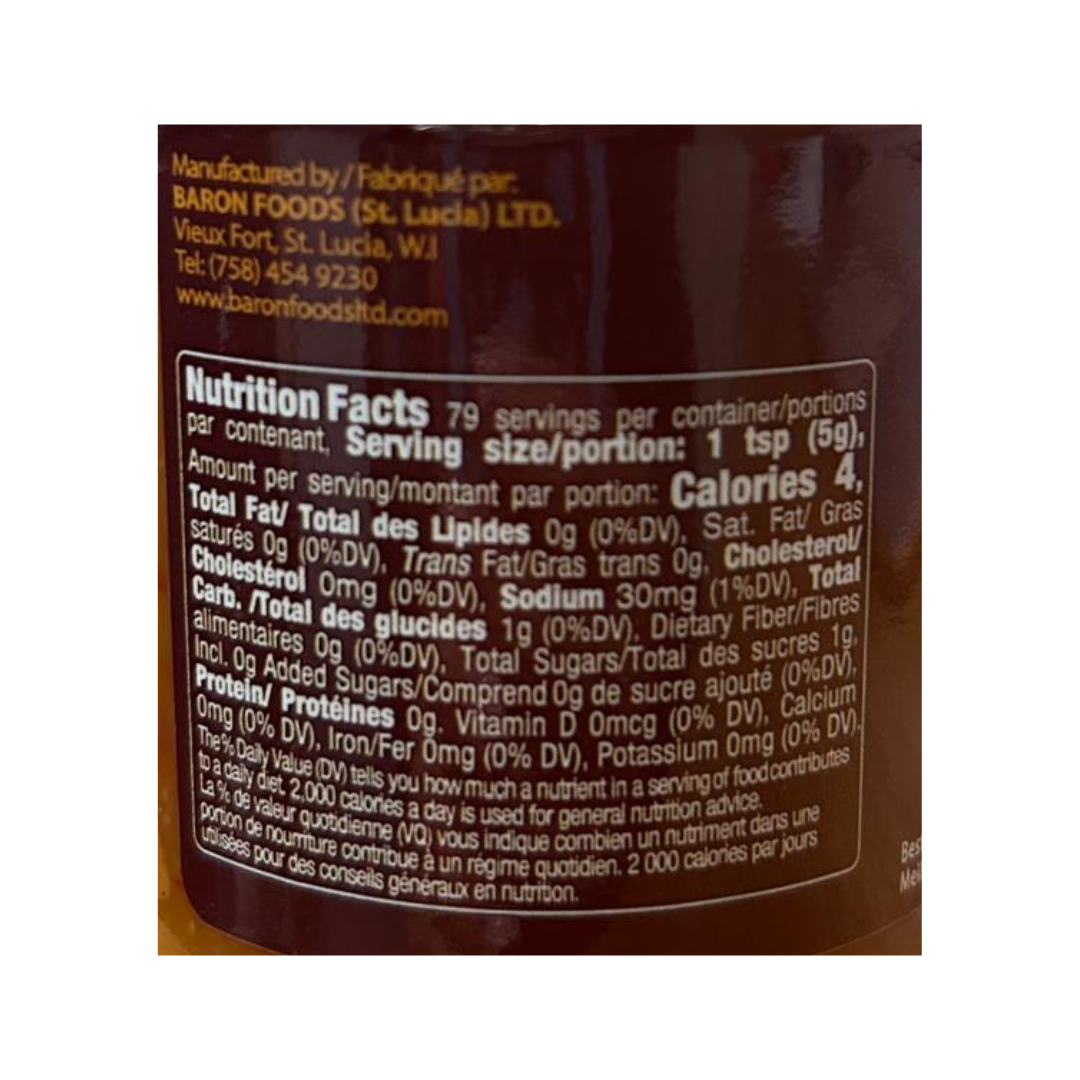 Manufactured by / Fabriqué par:
BARON FOODS (St. Lucia) LTD.
Vieux Fort, St. Lucia, W.I
Tel: (758) 454 9230
www.baronfoodsltd.com
Nutrition Facts 79 servings per container/portions
par contenant, Serving size/portion: 1 tsp (5g),
Amount per serving/montant par portion: Calories 4,
Total Fat/ Total des Lipides 0g (0%DV), Sat. Fat/ Gras
saturés 0g (0%DV), Trans Fat/Gras trans 0g, Cholesterol/
Cholestérol 0mg (0%DV), Sodium 30mg (1%DV), Total
Carb. /Total des glucides 1g (0%DV), Dietary Fiber/Fibres
alimentaires 0g (0%DV), Total Sugars/Total des sucres 1g,
Incl. 0g Added Sugars/Comprend 0g de sucre ajouté (0%DV),
Protein/ Protéines 0g, Vitamin D 0mcg (0% DV), Calcium
0mg (0% DV), Iron/Fer 0mg (0% DV), Potassium 0mg (0% DV).
The % Daily Value (DV) tells you how much a nutrient in a serving of food contributes
to a daily diet. 2,000 calories a day is used for general nutrition advice.
La % de valeur quotidienne (VQ) vous indique combien un nutriment dans une
portion de nourriture contribue à un régime quotidien. 2 000 calories par jours
utilisées pour des conseils généraux en nutrition.